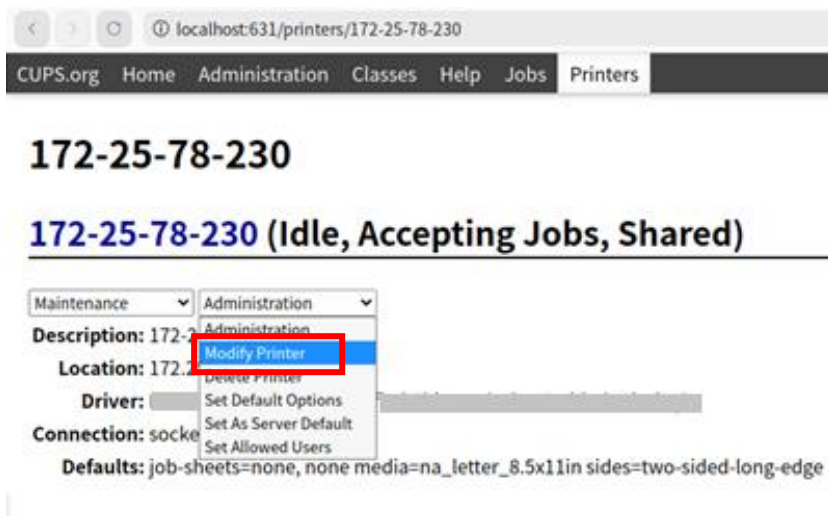 localhost:631/printers/172-25-78-230
CUPS.org Home Administration Classes Help Jobs Printers
172-25-78-230
172-25-78-230 (Idle, Accepting Jobs, Shared)
Maintenance Administration
Description: 172-2 Administration
Modify Printer
Location: 172.2
Delete Printer
Driver: Set Default Options
Set As Server Default
Connection: socke
Set Allowed Users
Defaults: job-sheets=none, none media=na_letter_8.5x11in sides=two-sided-long-edge